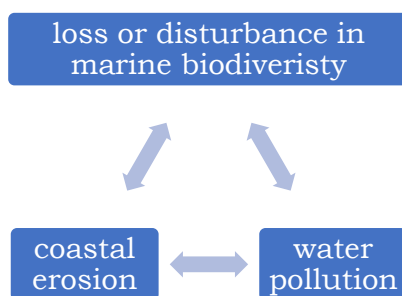 loss or disturbance in
marine biodiveristy
coastal
erosion
water
pollution